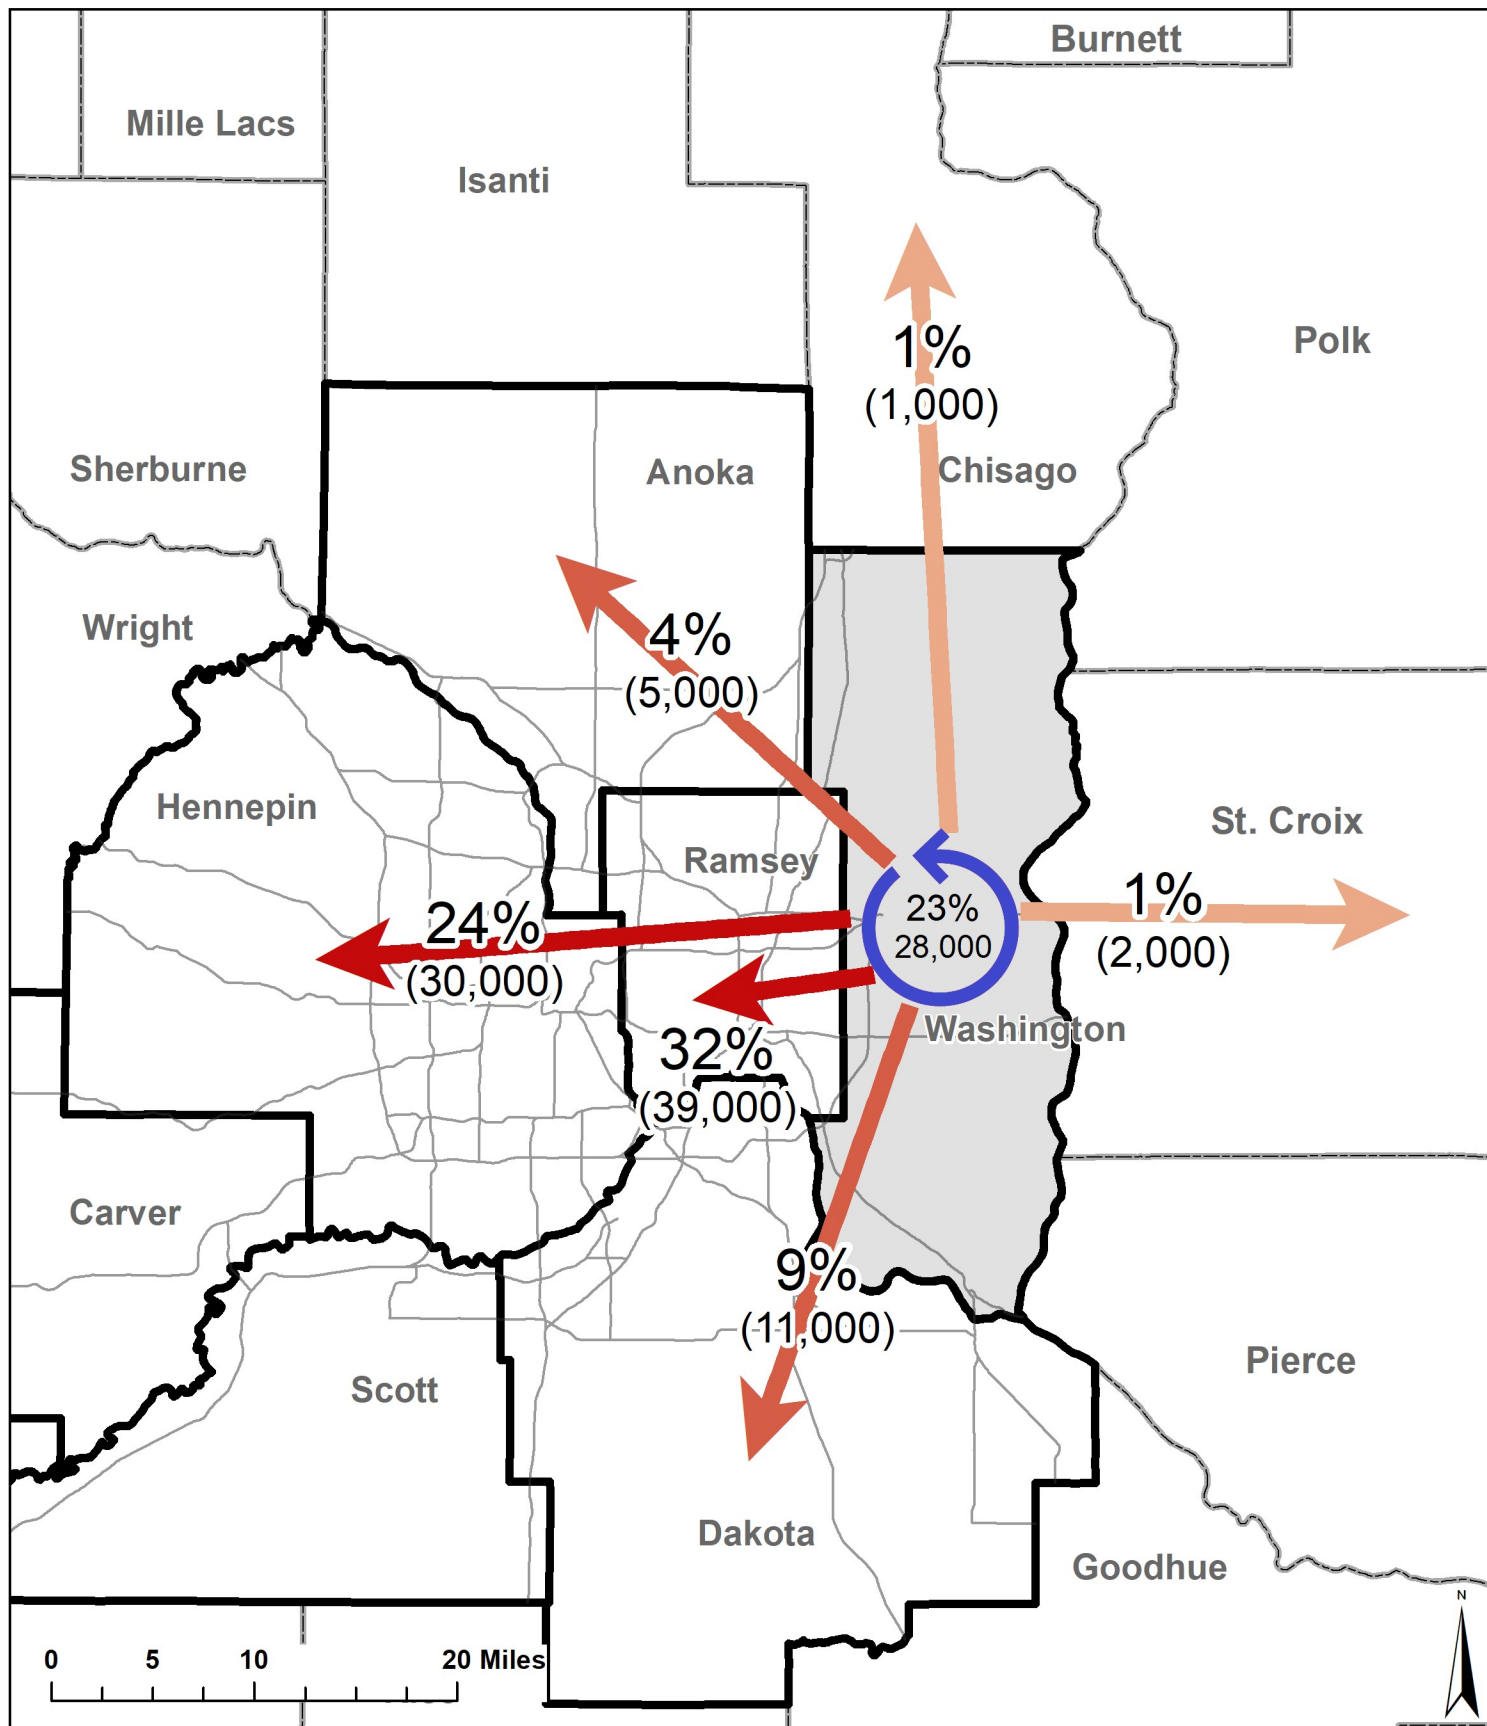 Burnett
Mille Lacs
Isanti
Polk
1%
(1,000)
Sherburne
Anoka
Chisago
Wright
4%
(5,000)
Hennepin
Ramsey
St. Croix
24%
(30,000)
23%
28,000
1%
(2,000)
32%
(39,000)
Washington
Carver
9%
(11,000)
Scott
Pierce
Dakota
Goodhue
N
0 5 10 20 Miles